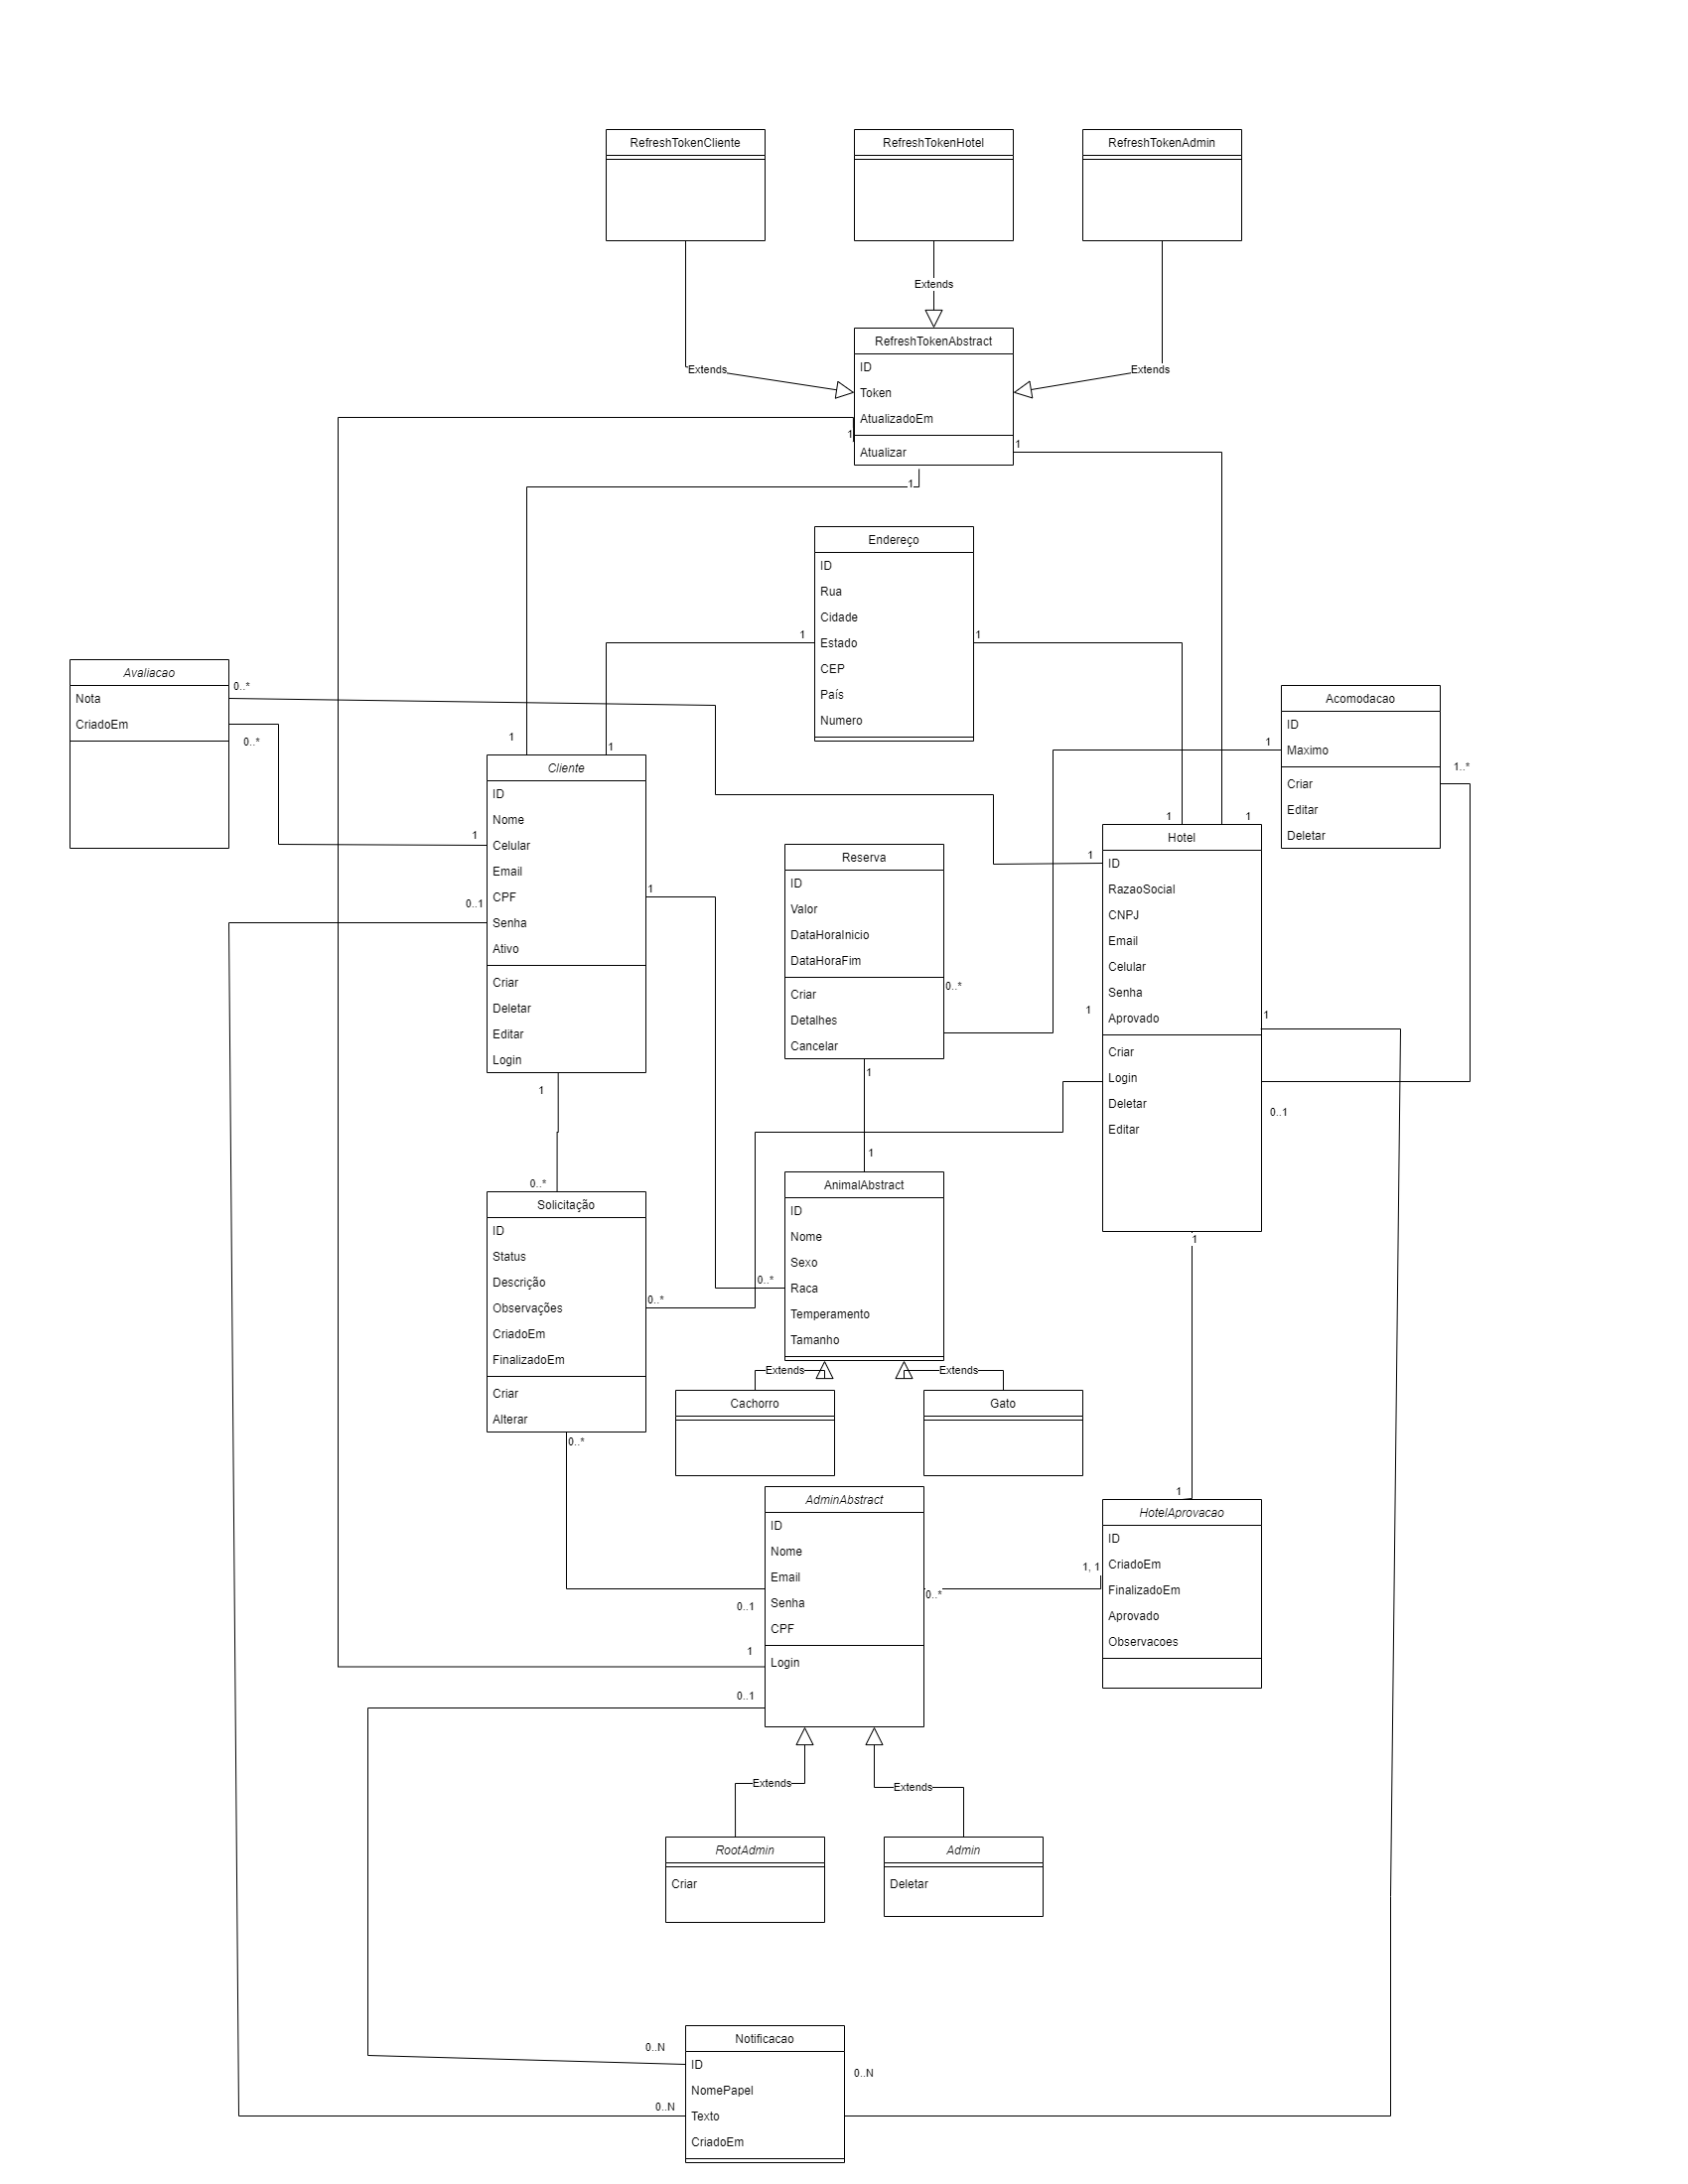 RefreshTokenCliente
RefreshTokenHotel
RefreshTokenAdmin
Extends
Extends
Extends
RefreshTokenAbstract
ID
Token
AtualizadoEm
Atualizar
1
1
1
Endereço
ID
Rua
Cidade
Estado
CEP
País
Numero
1
1
Avaliacao
Nota
CriadoEm
0..*
0..*
Acomodacao
ID
Maximo
Criar
Editar
Deletar
1
1..*
1
1
Cliente
ID
Nome
Celular
Email
CPF
Senha
Ativo
Criar
Deletar
Editar
Login
1
0..1
1
1
Reserva
ID
Valor
DataHoraInicio
DataHoraFim
Criar
Detalhes
Cancelar
0..*
1
1
1
1
Hotel
ID
RazaoSocial
CNPJ
Email
Celular
Senha
Aprovado
Criar
Login
Deletar
Editar
1
1
1
0..1
1
0..*
Solicitação
ID
Status
Descrição
Observações
CriadoEm
FinalizadoEm
Criar
Alterar
0..*
0..*
AnimalAbstract
ID
Nome
Sexo
Raca
Temperamento
Tamanho
0..*
Extends
Extends
Cachorro
Gato
AdminAbstract
ID
Nome
Email
Senha
CPF
Login
0..1
1
0..1
0..*
1, 1
1
HotelAprovacao
ID
CriadoEm
FinalizadoEm
Aprovado
Observacoes
Extends
Extends
RootAdmin
Criar
Admin
Deletar
Notificacao
ID
NomePapel
Texto
CriadoEm
0..N
0..N
0..N